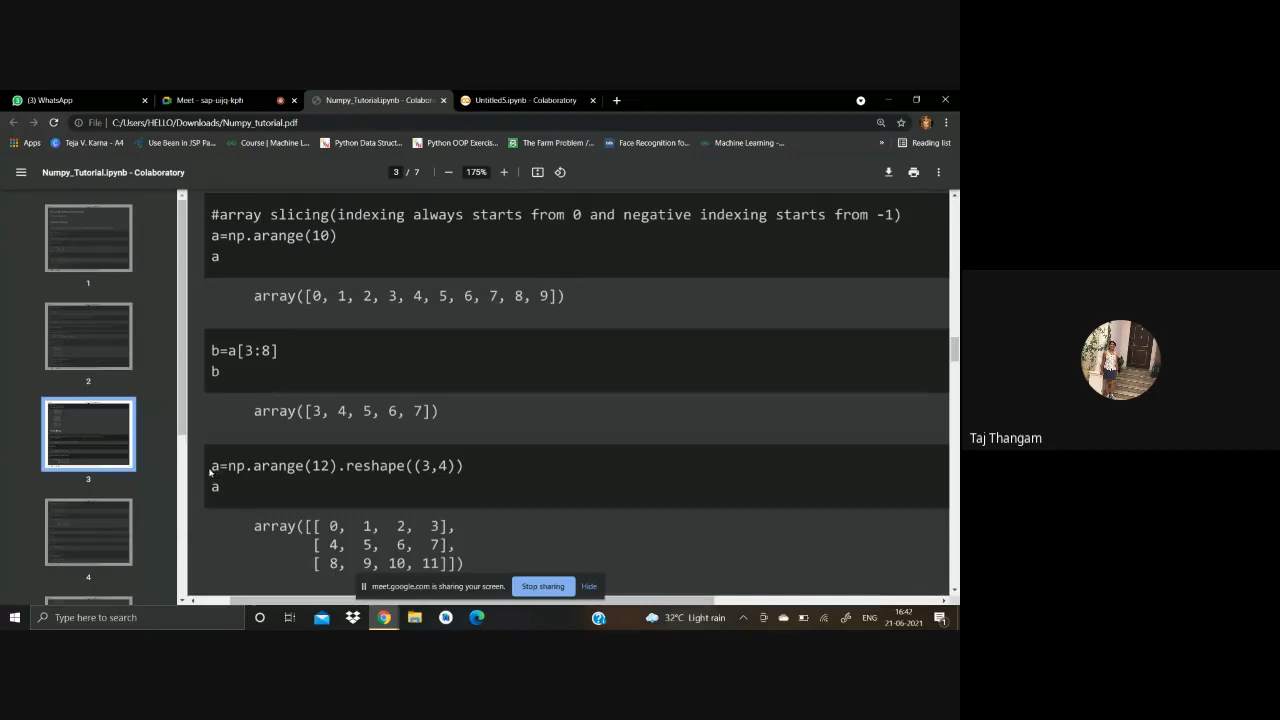 (3) WhatsApp
Meet - sap-uijq-kph
Numpy_Tutorial.ipynb - Colaborat
Untitled5.ipynb - Colaboratory
File
C:/Users/HELLO/Downloads/Numpy_tutorial.pdf
Apps
Teja V. Karna - A4
Use Bean in JSP Pa...
Course | Machine L...
Python Data Struct...
Python OOP Exercis...
The Farm Problem /...
Face Recognition fo...
Machine Learning -...
»
Reading list
Numpy_Tutorial.ipynb - Colaboratory
3 / 7
175%
#array slicing(indexing always starts from 0 and negative indexing starts from -1)
a=np.arange(10)
a
array([0, 1, 2, 3, 4, 5, 6, 7, 8, 9])
b=a[3:8]
b
array([3, 4, 5, 6, 7])
a=np.arange(12).reshape((3,4))
a
array([[ 0, 1, 2, 3],
[ 4, 5, 6, 7],
[ 8, 9, 10, 11]])
1
2
3
4
meet.google.com is sharing your screen.
Stop sharing
Hide
Taj Thangam
Type here to search
32°C Light rain
ENG
16:42
21-06-2021